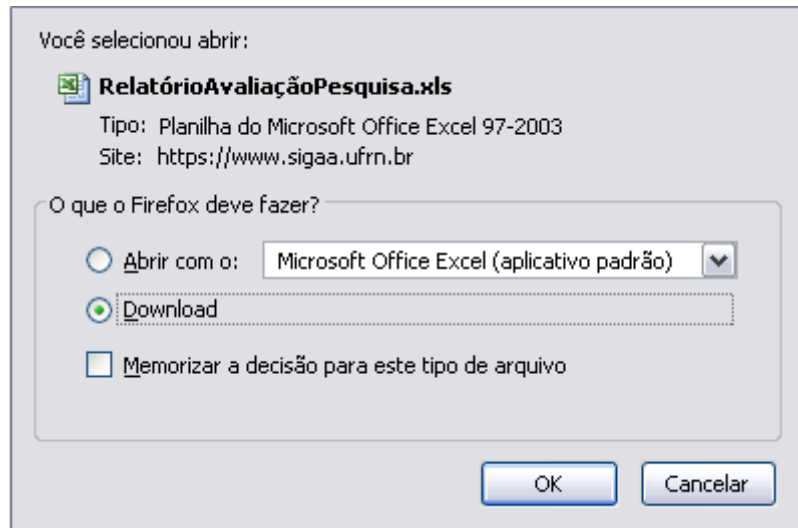 Você selecionou abrir:
RelatórioAvaliaçãoPesquisa.xls
Tipo: Planilha do Microsoft Office Excel 97-2003
Site: https://www.sigaa.ufrn.br
O que o Firefox deve fazer?
Abrir com o: Microsoft Office Excel (aplicativo padrão)
Download
Memorizar a decisão para este tipo de arquivo
OK Cancelar